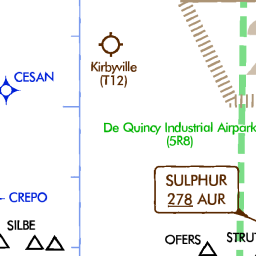 CESAN
Kirbyville
(T12)
De Quincy Industrial Airpark
(5R8)
SULPHUR
278 AUR
CREPO
SILBE
OFERS